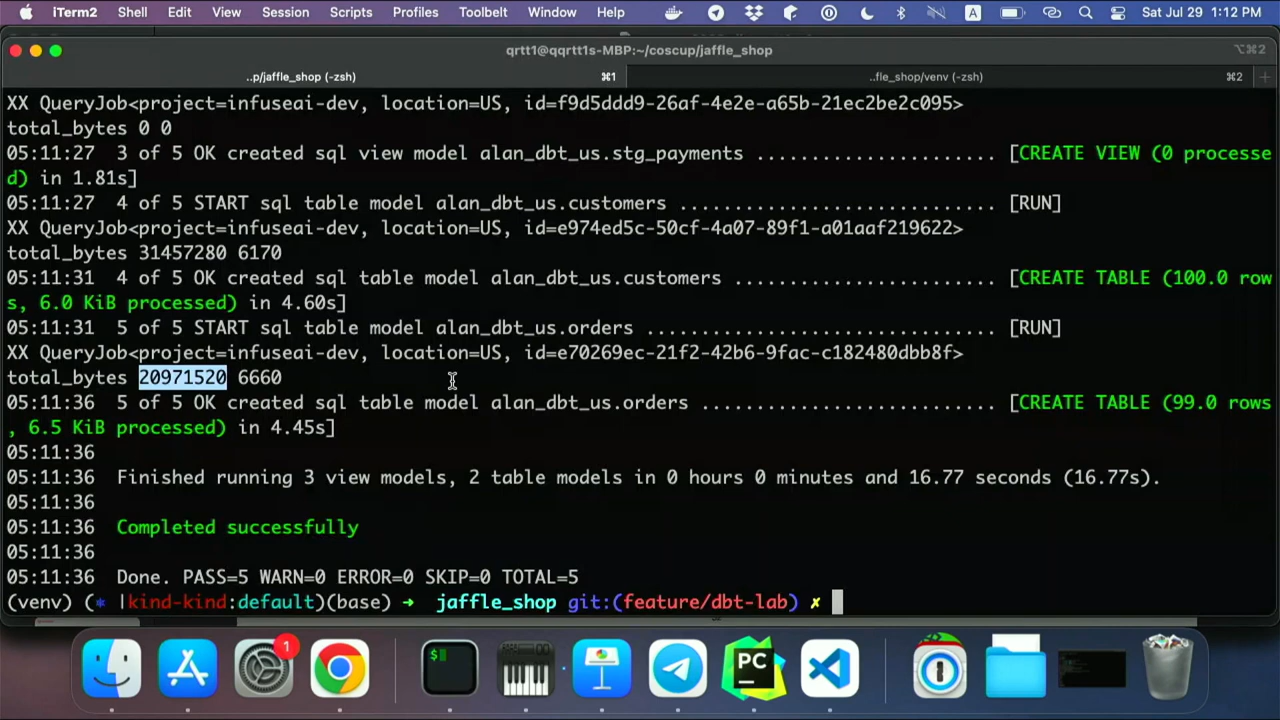 iTerm2 Shell Edit View Session Scripts Profiles Toolbelt Window Help A Sat Jul 29 1:12 PM
qrtt1@qqrtt1s-MBP:~/coscup/jaffle_shop ⌥⌘2
..p/jaffle_shop (-zsh) ⌘1 ..fle_shop/venv (-zsh) ⌘2 +
XX QueryJob<project=infuseai-dev, location=US, id=f9d5ddd9-26af-4e2e-a65b-21ec2be2c095>
total_bytes 0 0
05:11:27  3 of 5 OK created sql view model alan_dbt_us.stg_payments ...................... [CREATE VIEW (0 processe
d) in 1.81s]
05:11:27  4 of 5 START sql table model alan_dbt_us.customers .............................. [RUN]
XX QueryJob<project=infuseai-dev, location=US, id=e974ed5c-50cf-4a07-89f1-a01aaf219622>
total_bytes 31457280 6170
05:11:31  4 of 5 OK created sql table model alan_dbt_us.customers ......................... [CREATE TABLE (100.0 row
s, 6.0 KiB processed) in 4.60s]
05:11:31  5 of 5 START sql table model alan_dbt_us.orders ................................. [RUN]
XX QueryJob<project=infuseai-dev, location=US, id=e70269ec-21f2-42b6-9fac-c182480dbb8f>
total_bytes 20971520 6660
05:11:36  5 of 5 OK created sql table model alan_dbt_us.orders ............................ [CREATE TABLE (99.0 rows
, 6.5 KiB processed) in 4.45s]
05:11:36
05:11:36  Finished running 3 view models, 2 table models in 0 hours 0 minutes and 16.77 seconds (16.77s).
05:11:36
05:11:36  Completed successfully
05:11:36
05:11:36  Done. PASS=5 WARN=0 ERROR=0 SKIP=0 TOTAL=5
(venv) (* |kind-kind:default)(base) → jaffle_shop git:(feature/dbt-lab) ✗
1
$
PC